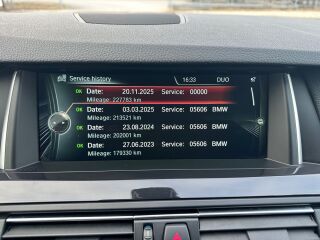 Service history 16:33 DUO
OK Date: 20.11.2025 Service: 00000
Mileage: 227783 km
OK Date: 03.03.2025 Service: 05606 BMW
Mileage: 213521 km
OK Date: 23.08.2024 Service: 05606 BMW
Mileage: 202001 km
OK Date: 27.06.2023 Service: 05606 BMW
Mileage: 179330 km